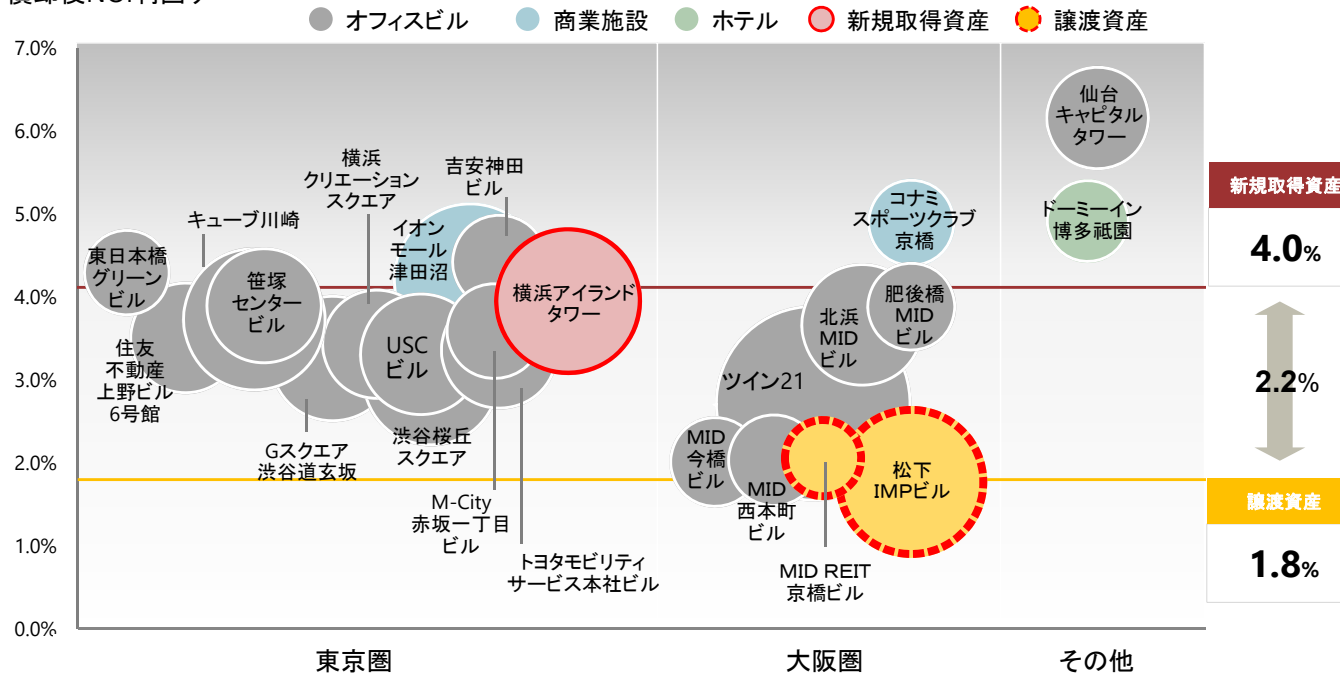 償却後NOI利回り
オフィスビル
商業施設
ホテル
新規取得資産
譲渡資産
7.0%
6.0%
5.0%
4.0%
3.0%
2.0%
1.0%
0.0%
東日本橋
グリーン
ビル
住友
不動産
上野ビル
6号館
キューブ川崎
笹塚
センター
ビル
Gスクエア
渋谷道玄坂
横浜
クリエーション
スクエア
USC
ビル
渋谷桜丘
スクエア
イオン
モール
津田沼
吉安神田
ビル
M-City
赤坂一丁目
ビル
トヨタモビリティ
サービス本社ビル
横浜アイランド
タワー
MID
今橋
ビル
ツイン21
MID
西本町
ビル
北浜
MID
ビル
MID REIT
京橋ビル
コナミ
スポーツクラブ
京橋
肥後橋
MID
ビル
松下
IMPビル
仙台
キャピタル
タワー
ドーミーイン
博多祇園
東京圏
大阪圏
その他
新規取得資産
4.0%
2.2%
譲渡資産
1.8%